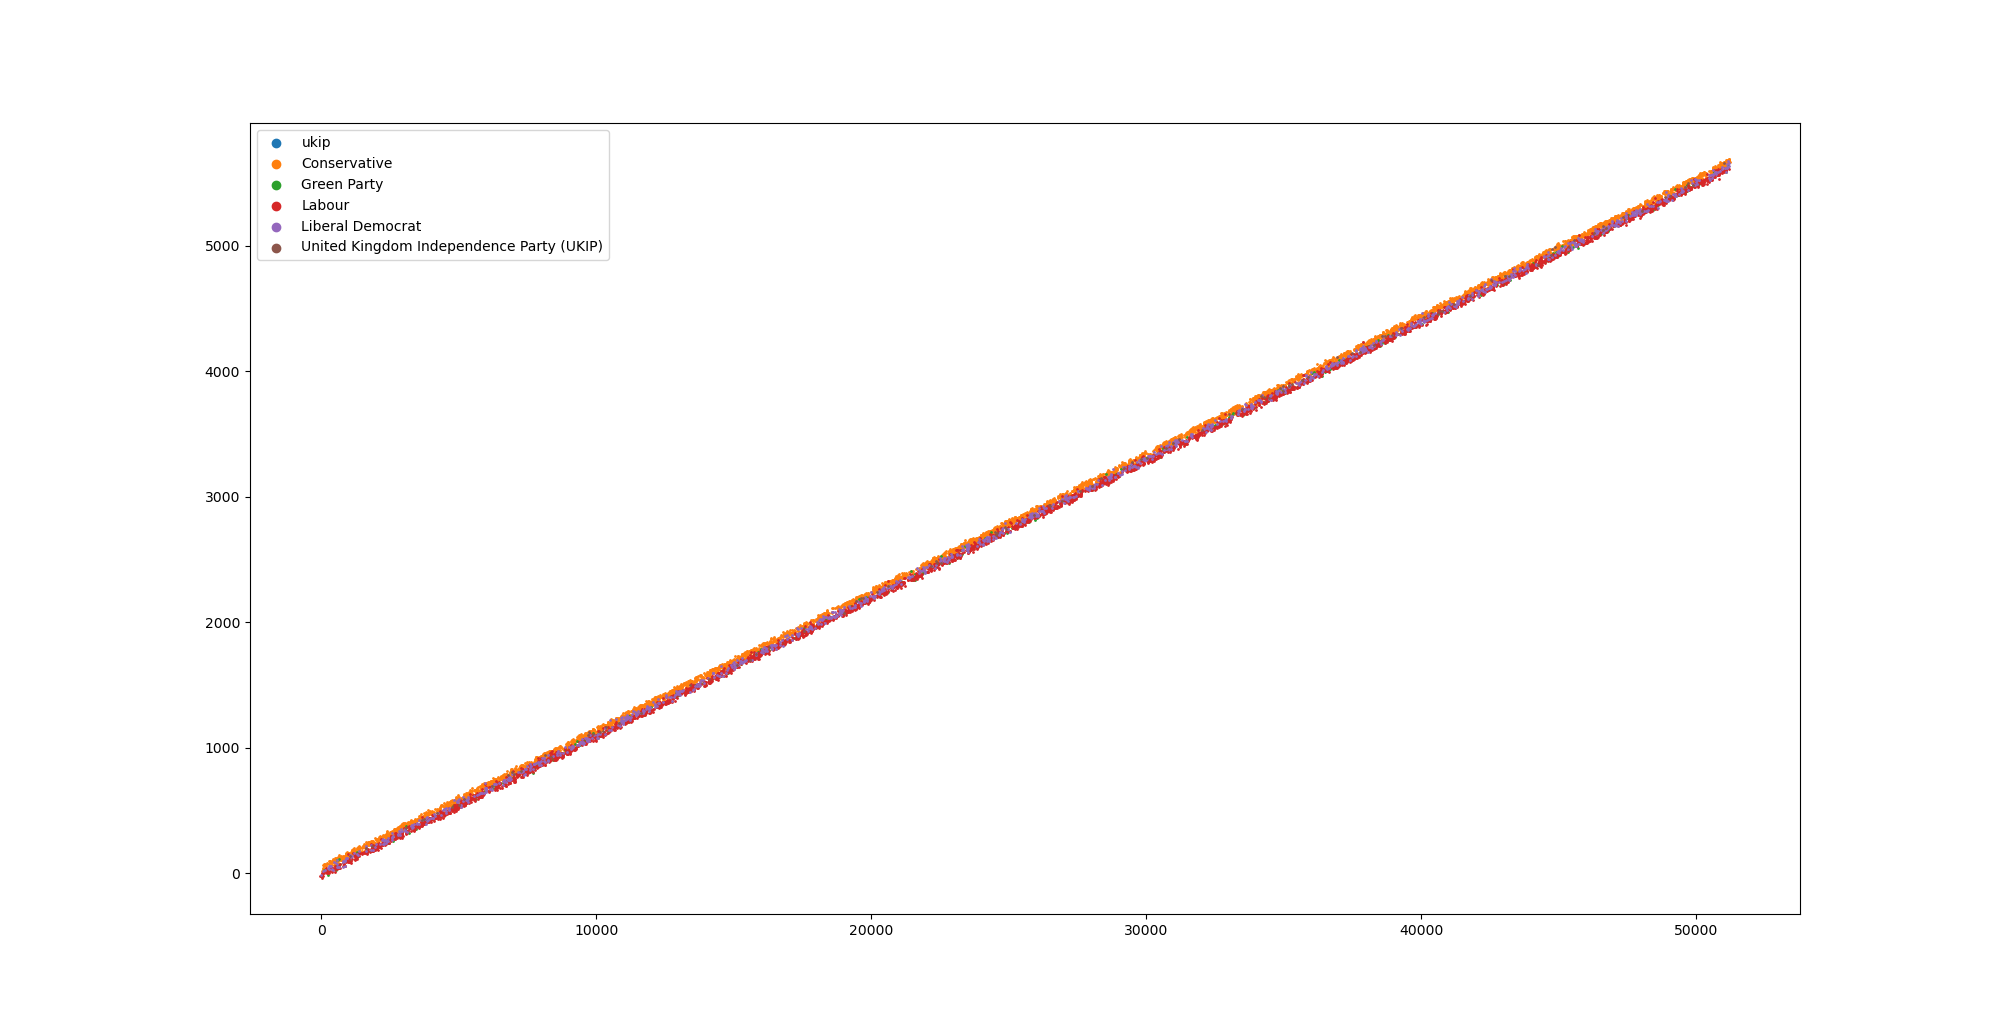 ukip
Conservative
Green Party
Labour
Liberal Democrat
United Kingdom Independence Party (UKIP)
5000
4000
3000
2000
1000
0
0 10000 20000 30000 40000 50000